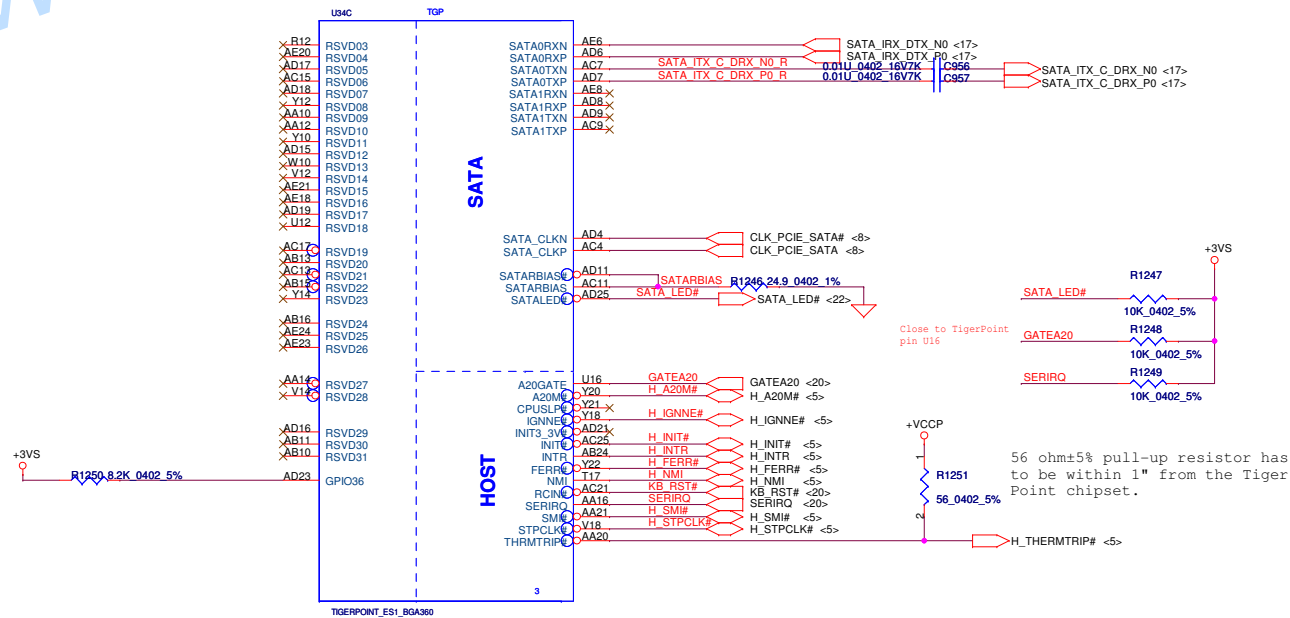 U34C
TGP
R12 RSVD03
AE20 RSVD04
AD17 RSVD05
AC15 RSVD06
AD18 RSVD07
Y12 RSVD08
AA10 RSVD09
AA12 RSVD10
Y10 RSVD11
AD15 RSVD12
W10 RSVD13
V12 RSVD14
AE21 RSVD15
AE18 RSVD16
AD19 RSVD17
U12 RSVD18
AC17 RSVD19
AB13 RSVD20
AC13 RSVD21
AB15 RSVD22
Y14 RSVD23
AB16 RSVD24
AE24 RSVD25
AE23 RSVD26
AA14 RSVD27
V14 RSVD28
AD16 RSVD29
AB11 RSVD30
AB10 RSVD31
+3VS
R1250 8.2K_0402_5%
AD23 GPIO36
SATA
SATA0RXN AE6 SATA_IRX_DTX_N0 <17>
SATA0RXP AD6 SATA_IRX_DTX_P0 <17>
SATA0TXN AC7 SATA_ITX_C_DRX_N0_R 0.01U_0402_16V7K C956 SATA_ITX_C_DRX_N0 <17>
SATA0TXP AD7 SATA_ITX_C_DRX_P0_R 0.01U_0402_16V7K C957 SATA_ITX_C_DRX_P0 <17>
SATA1RXN AE8
SATA1RXP AD8
SATA1TXN AD9
SATA1TXP AC9
SATA_CLKN AD4 CLK_PCIE_SATA# <8>
SATA_CLKP AC4 CLK_PCIE_SATA <8>
SATARBIAS# AD11
SATARBIAS AC11 SATARBIAS R1246 24.9_0402_1%
SATALED# AD25 SATA_LED# SATA_LED# <22>
HOST
A20GATE U16 GATEA20 GATEA20 <20>
A20M# Y20 H_A20M# H_A20M# <5>
CPUSLP# Y21
IGNNE# Y18 H_IGNNE# H_IGNNE# <5>
INIT3_3V# AD21
INIT# AC25 H_INIT# H_INIT# <5>
INTR AB24 H_INTR H_INTR <5>
FERR# Y22 H_FERR# H_FERR# <5>
NMI T17 H_NMI H_NMI <5>
RCIN# AC21 KB_RST# KB_RST# <20>
SERIRQ AA16 SERIRQ SERIRQ <20>
SMI# AA21 H_SMI# H_SMI# <5>
STPCLK# V18 H_STPCLK# H_STPCLK# <5>
THRMTRIP# AA20 H_THERMTRIP# <5>
3
TIGERPOINT_ES1_BGA360
+3VS
SATA_LED# R1247 10K_0402_5%
Close to TigerPoint
pin U16
GATEA20 R1248 10K_0402_5%
SERIRQ R1249 10K_0402_5%
+VCCP
1
R1251
56_0402_5%
2
56 ohm±5% pull-up resistor has
to be within 1" from the Tiger
Point chipset.